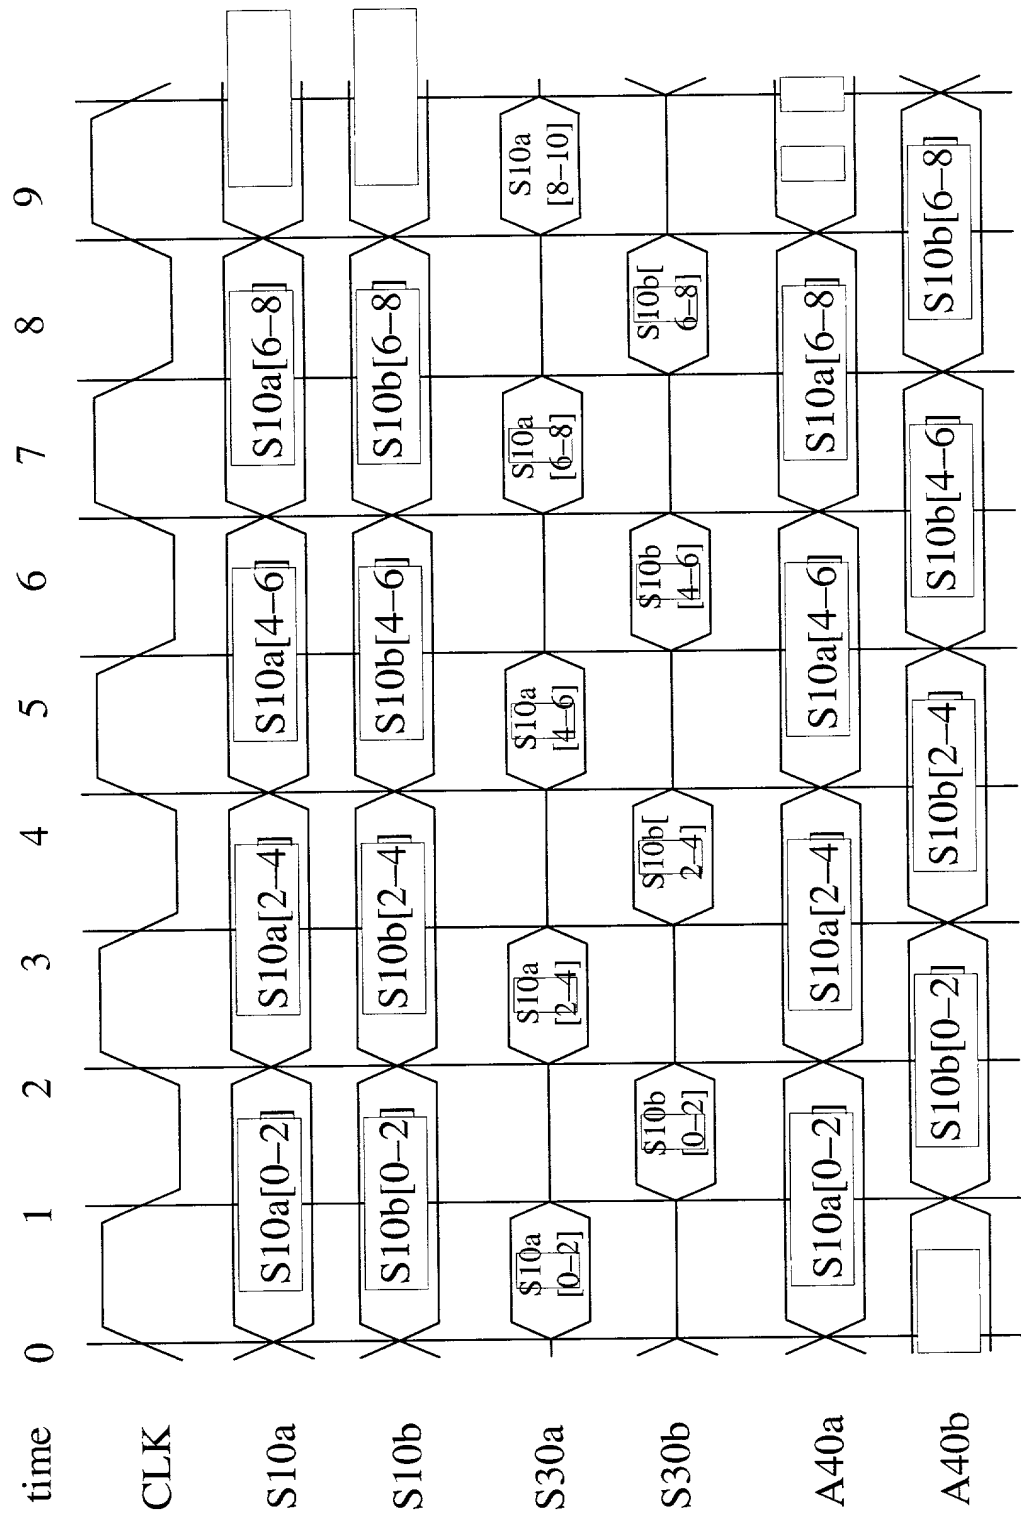 time 0 1 2 3 4 5 6 7 8 9
CLK
S10a S10a[0–2] S10a[2–4] S10a[4–6] S10a[6–8]
S10b S10b[0–2] S10b[2–4] S10b[4–6] S10b[6–8]
S30a S10a S10a S10a S10a S10a
[0–2] [2–4] [4–6] [6–8] [8–10]
S30b S10b S10b[ S10b S10b[
[0–2] 2–4] [4–6] 6–8]
A40a S10a[0–2] S10a[2–4] S10a[4–6] S10a[6–8]
A40b S10b[0–2] S10b[2–4] S10b[4–6] S10b[6–8]